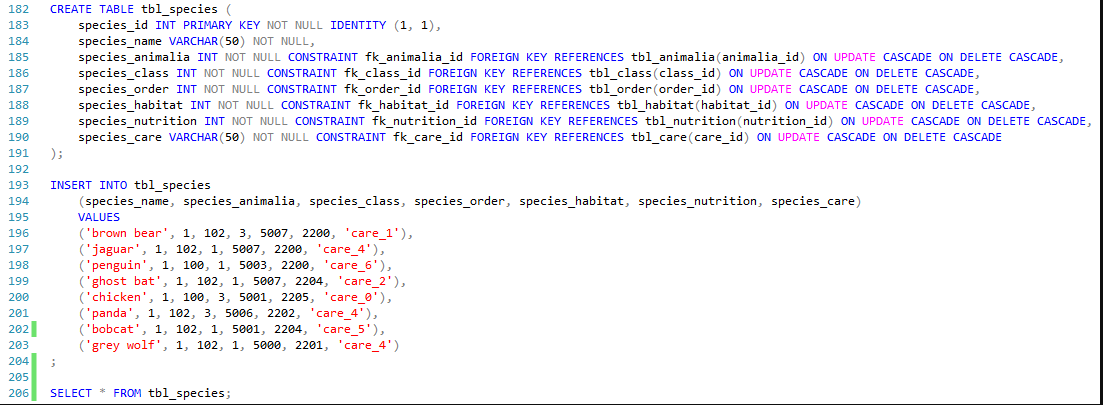 182 CREATE TABLE tbl_species (
183 species_id INT PRIMARY KEY NOT NULL IDENTITY (1, 1),
184 species_name VARCHAR(50) NOT NULL,
185 species_animalia INT NOT NULL CONSTRAINT fk_animalia_id FOREIGN KEY REFERENCES tbl_animalia(animalia_id) ON UPDATE CASCADE ON DELETE CASCADE,
186 species_class INT NOT NULL CONSTRAINT fk_class_id FOREIGN KEY REFERENCES tbl_class(class_id) ON UPDATE CASCADE ON DELETE CASCADE,
187 species_order INT NOT NULL CONSTRAINT fk_order_id FOREIGN KEY REFERENCES tbl_order(order_id) ON UPDATE CASCADE ON DELETE CASCADE,
188 species_habitat INT NOT NULL CONSTRAINT fk_habitat_id FOREIGN KEY REFERENCES tbl_habitat(habitat_id) ON UPDATE CASCADE ON DELETE CASCADE,
189 species_nutrition INT NOT NULL CONSTRAINT fk_nutrition_id FOREIGN KEY REFERENCES tbl_nutrition(nutrition_id) ON UPDATE CASCADE ON DELETE CASCADE,
190 species_care VARCHAR(50) NOT NULL CONSTRAINT fk_care_id FOREIGN KEY REFERENCES tbl_care(care_id) ON UPDATE CASCADE ON DELETE CASCADE
191 );
192
193 INSERT INTO tbl_species
194 (species_name, species_animalia, species_class, species_order, species_habitat, species_nutrition, species_care)
195 VALUES
196 ('brown bear', 1, 102, 3, 5007, 2200, 'care_1'),
197 ('jaguar', 1, 102, 1, 5007, 2200, 'care_4'),
198 ('penguin', 1, 100, 1, 5003, 2200, 'care_6'),
199 ('ghost bat', 1, 102, 1, 5007, 2204, 'care_2'),
200 ('chicken', 1, 100, 3, 5001, 2205, 'care_0'),
201 ('panda', 1, 102, 3, 5006, 2202, 'care_4'),
202 ('bobcat', 1, 102, 1, 5001, 2204, 'care_5'),
203 ('grey wolf', 1, 102, 1, 5000, 2201, 'care_4')
204 ;
205
206 SELECT * FROM tbl_species;